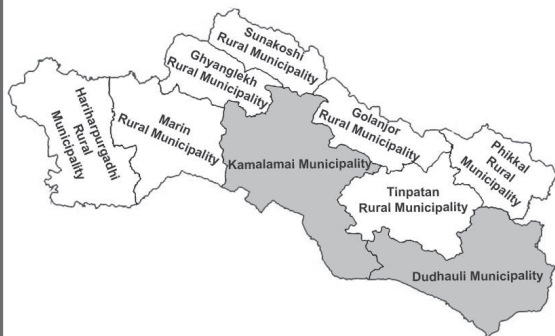 Sunakoshi
Rural Municipality
Ghyanglekh
Rural Municipality
Hariharpurgadhi
Rural
Municipality
Marin
Rural Municipality
Golanjor
Rural Municipality
Kamalamai Municipality
Phikkal
Rural
Municipality
Tinpatan
Rural Municipality
Dudhauli Municipality